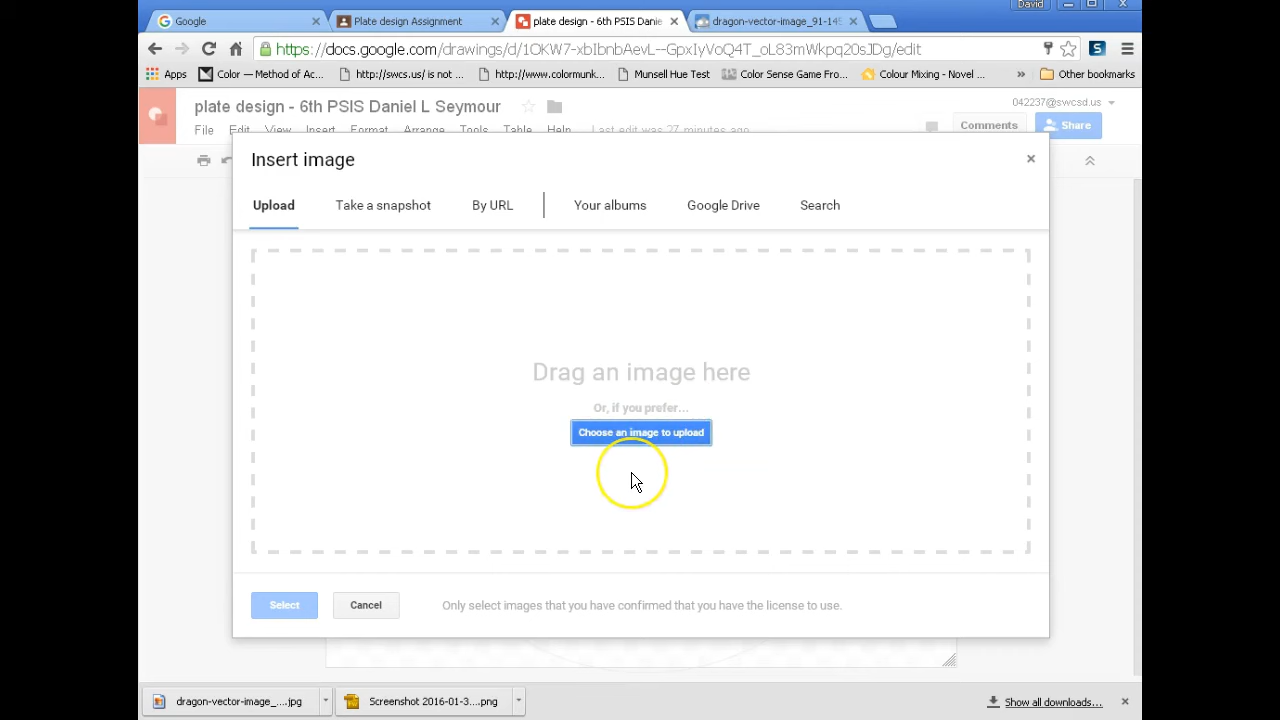 David
Google
Plate design Assignment
plate design - 6th PSIS Danie
dragon-vector-image_91-145
https://docs.google.com/drawings/d/1OKW7-xbIbnbAevL--GpxIyVoQ4T_oL83mWkpq20sJDg/edit
Apps
Color — Method of Ac...
http://swcs.us/ is not ...
http://www.colormunk...
Munsell Hue Test
Color Sense Game Fro...
Colour Mixing - Novel ...
»
Other bookmarks
plate design - 6th PSIS Daniel L Seymour
042237@swcsd.us
File Edit View Insert Format Arrange Tools Table Help Last edit was 27 minutes ago
Comments
Share
Insert image
Upload
Take a snapshot
By URL
Your albums
Google Drive
Search
Drag an image here
Or, if you prefer...
Choose an image to upload
Select
Cancel
Only select images that you have confirmed that you have the license to use.
dragon-vector-image_....jpg
Screenshot 2016-01-3....png
Show all downloads...